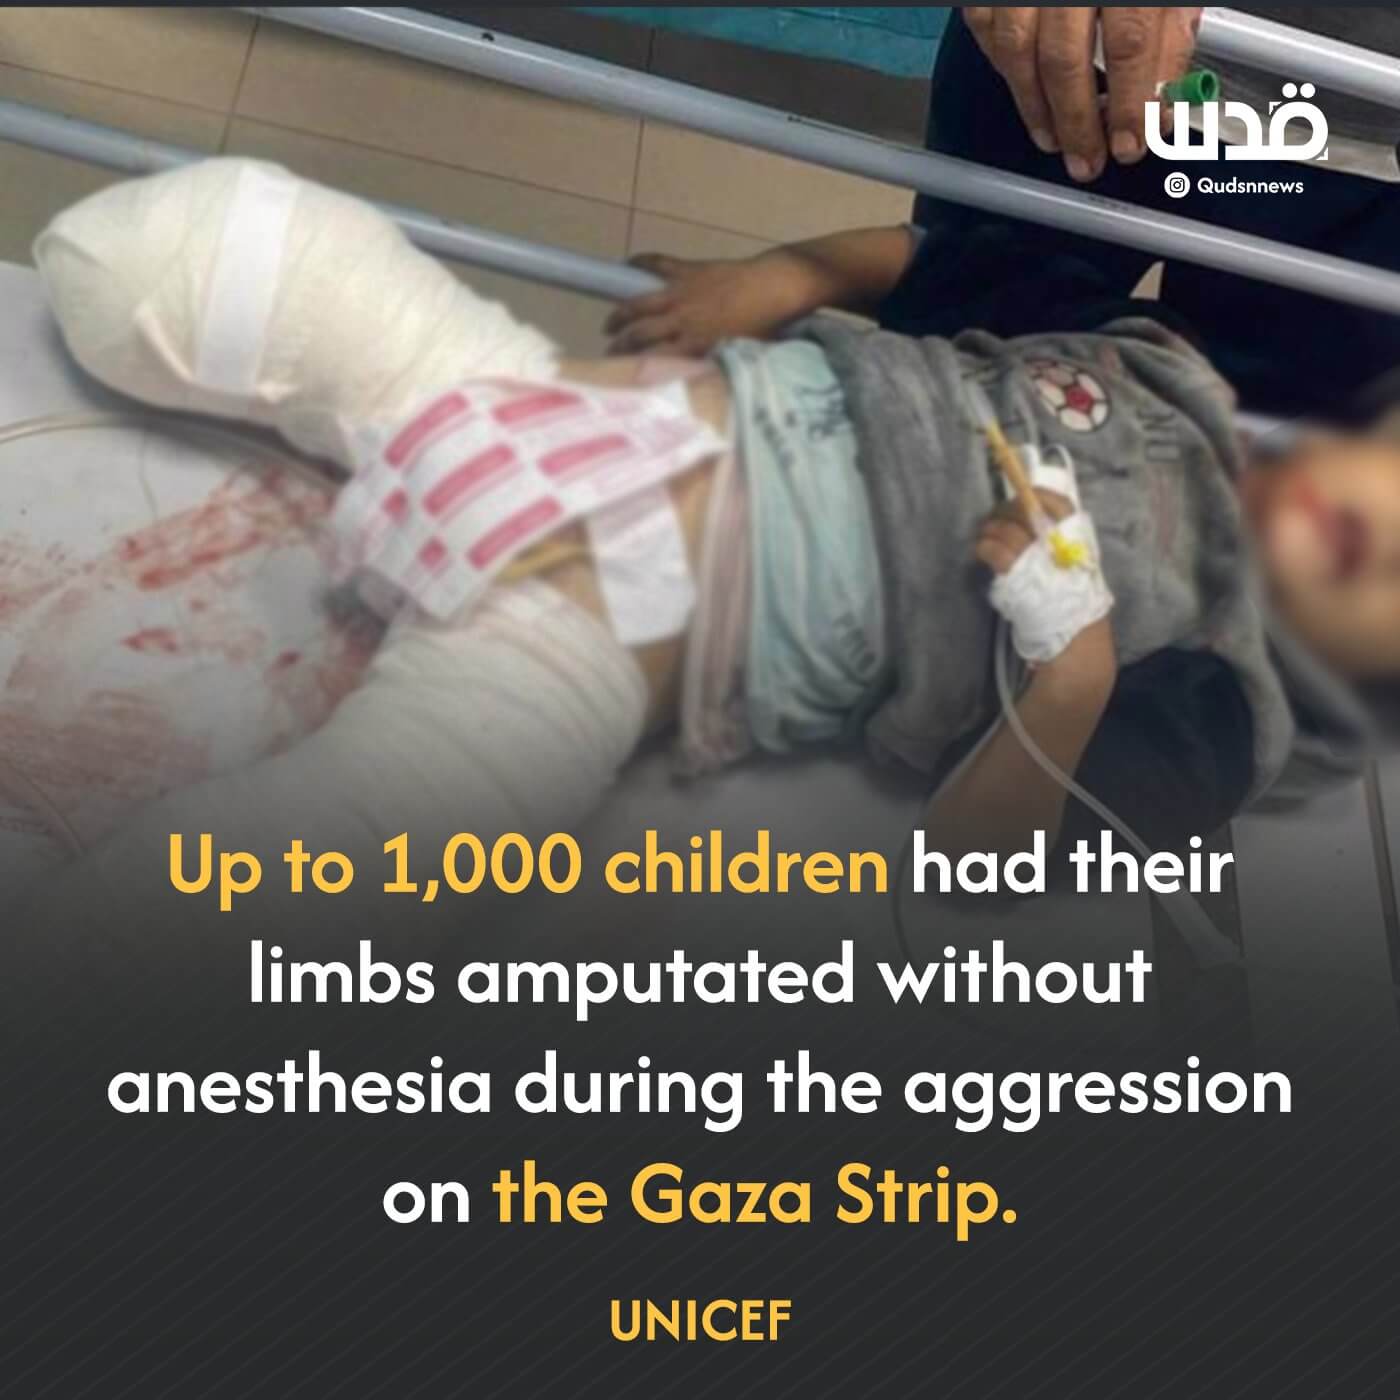 قدس
Qudsnnews
Up to 1,000 children had their
limbs amputated without
anesthesia during the aggression
on the Gaza Strip.
UNICEF